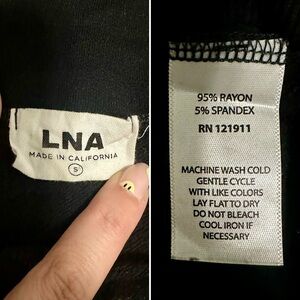 LNA
MADE IN CALIFORNIA
S
95% RAYON
5% SPANDEX
RN 121911
MACHINE WASH COLD
GENTLE CYCLE
WITH LIKE COLORS
LAY FLAT TO DRY
DO NOT BLEACH
COOL IRON IF
NECESSARY